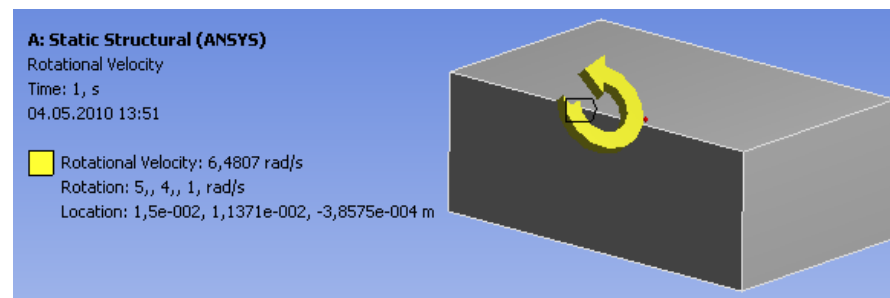 A: Static Structural (ANSYS)
Rotational Velocity
Time: 1, s
04.05.2010 13:51
Rotational Velocity: 6,4807 rad/s
Rotation: 5,, 4,, 1, rad/s
Location: 1,5e-002, 1,1371e-002, -3,8575e-004 m